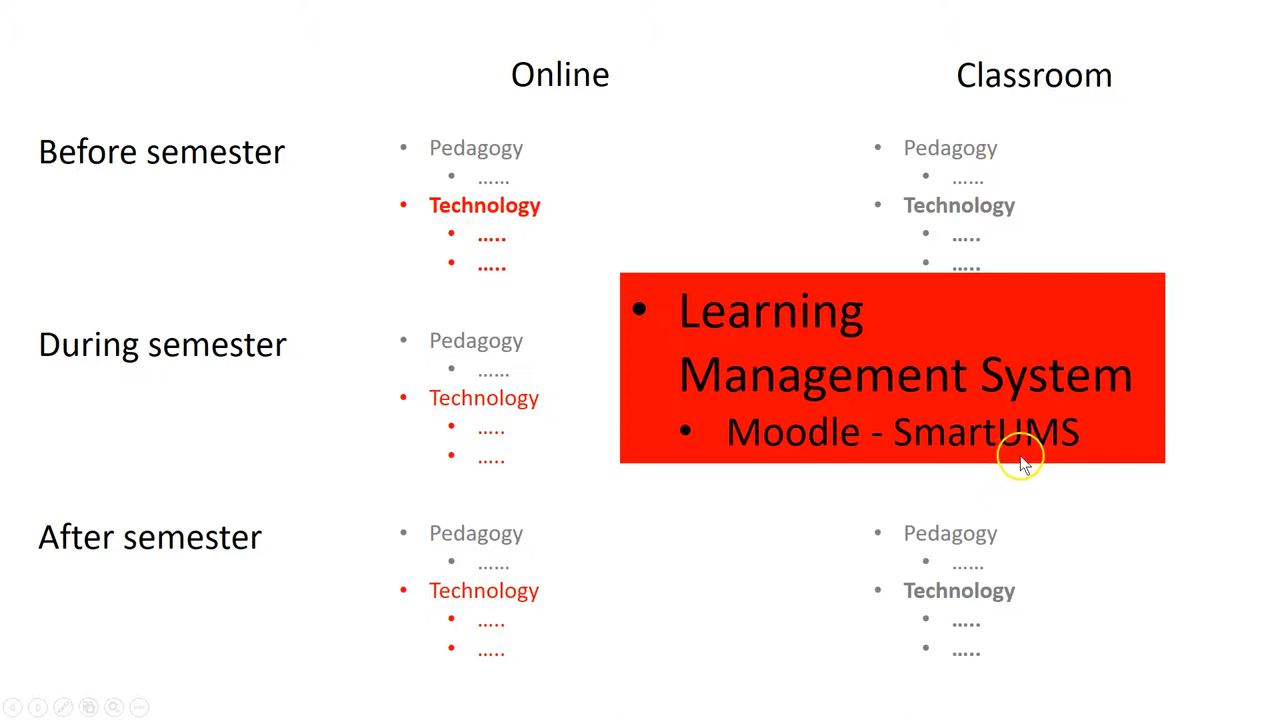 Online
Classroom
Before semester
• Pedagogy
• ......
• Technology
• .....
• .....
• Pedagogy
• ......
• Technology
• .....
• .....
During semester
• Pedagogy
• ......
• Technology
• .....
• .....
• Learning
Management System
• Moodle - SmartUMS
After semester
• Pedagogy
• ......
• Technology
• .....
• .....
• Pedagogy
• ......
• Technology
• .....
• .....